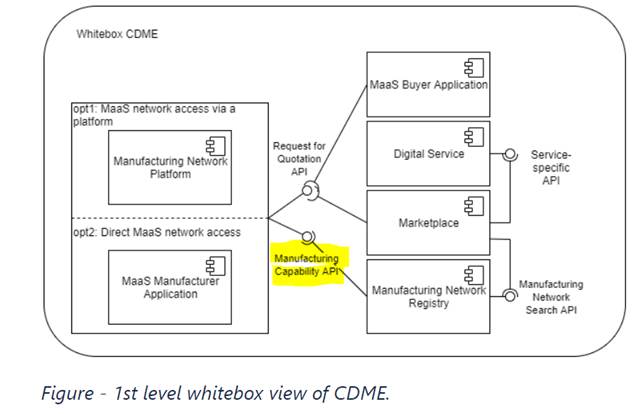 Whitebox CDME
opt1: MaaS network access via a
platform
Manufacturing Network
Platform
opt2: Direct MaaS network access
MaaS Manufacturer
Application
Request for
Quotation
API
Manufacturing
Capability API
MaaS Buyer Application
Digital Service
Marketplace
Manufacturing Network
Registry
Service-
specific
API
Manufacturing
Network
Search API
Figure - 1st level whitebox view of CDME.